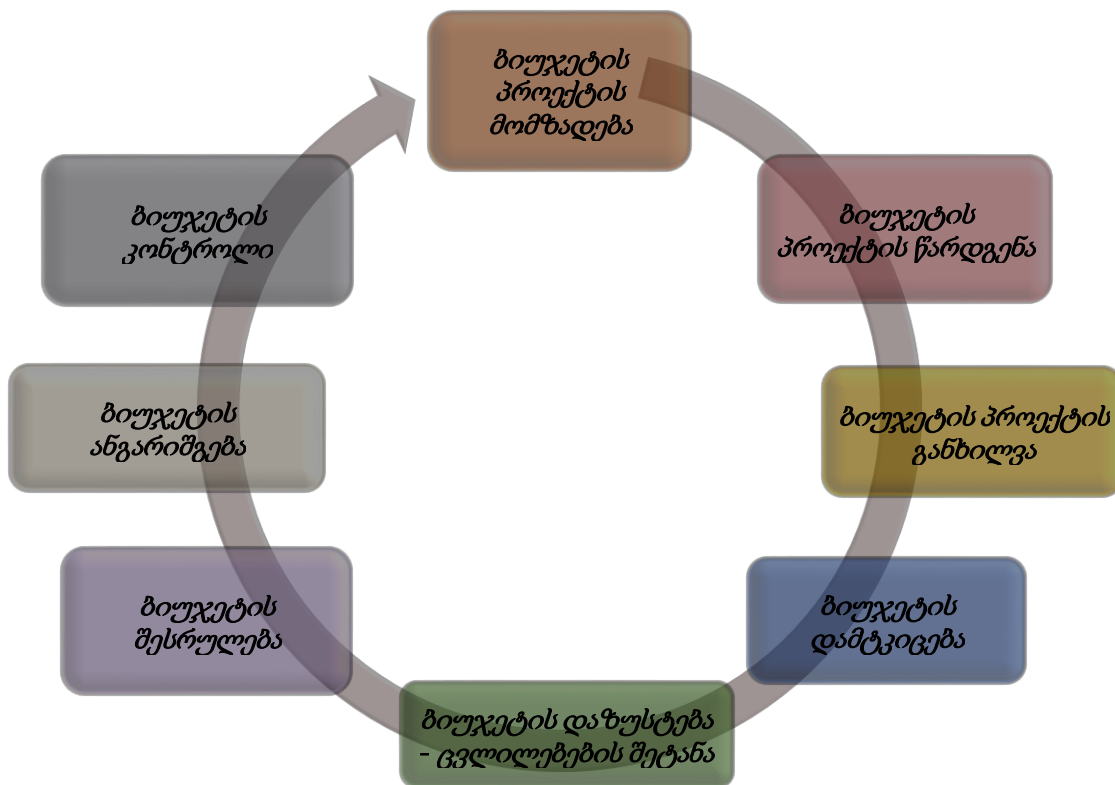 ბიუჯეტის
პროექტის
მომზადება
ბიუჯეტის
პროექტის წარდგენა
ბიუჯეტის პროექტის
განხილვა
ბიუჯეტის
დამტკიცება
ბიუჯეტის დაზუსტება
– ცვლილებების შეტანა
ბიუჯეტის
შესრულება
ბიუჯეტის
ანგარიშგება
ბიუჯეტის
კონტროლი